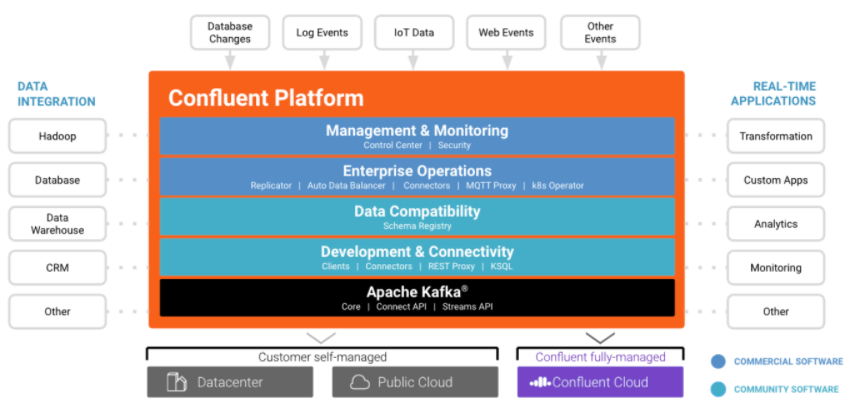 Database
Changes
Log Events
IoT Data
Web Events
Other
Events
DATA
INTEGRATION
Hadoop
Database
Data
Warehouse
CRM
Other
Confluent Platform
Management & Monitoring
Control Center | Security
Enterprise Operations
Replicator | Auto Data Balancer | Connectors | MQTT Proxy | k8s Operator
Data Compatibility
Schema Registry
Development & Connectivity
Clients | Connectors | REST Proxy | KSQL
Apache Kafka®
Core | Connect API | Streams API
REAL-TIME
APPLICATIONS
Transformation
Custom Apps
Analytics
Monitoring
Other
Customer self-managed
Datacenter
Public Cloud
Confluent fully-managed
Confluent Cloud
COMMERCIAL SOFTWARE
COMMUNITY SOFTWARE